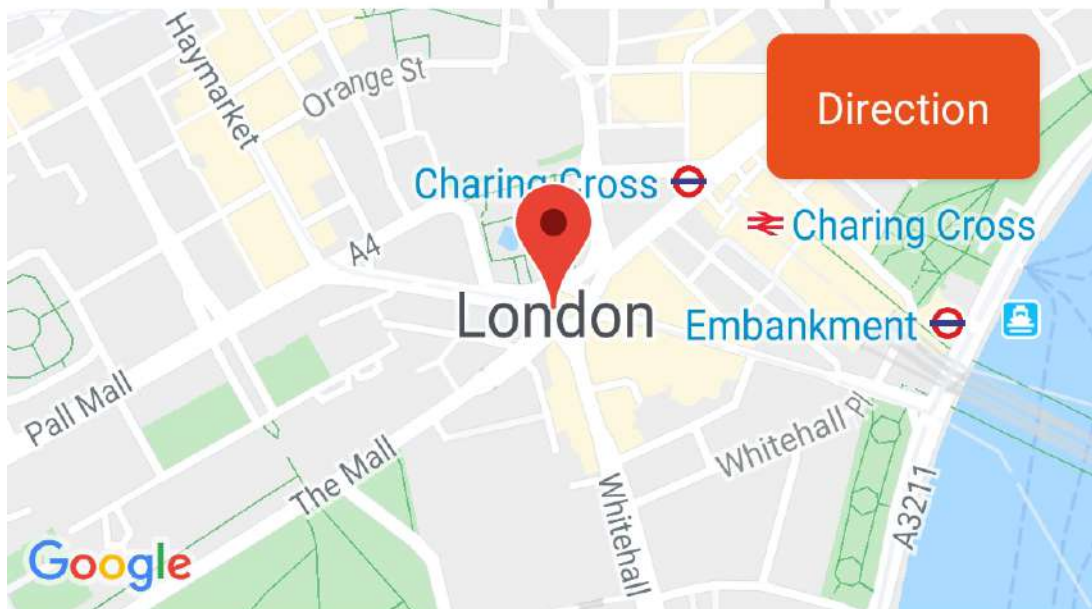 Haymarket
Orange St
Direction
Charing Cross
Charing Cross
A4
London
Embankment
Pall Mall
The Mall
Whitehall
Whitehall Pl
A3211
Google